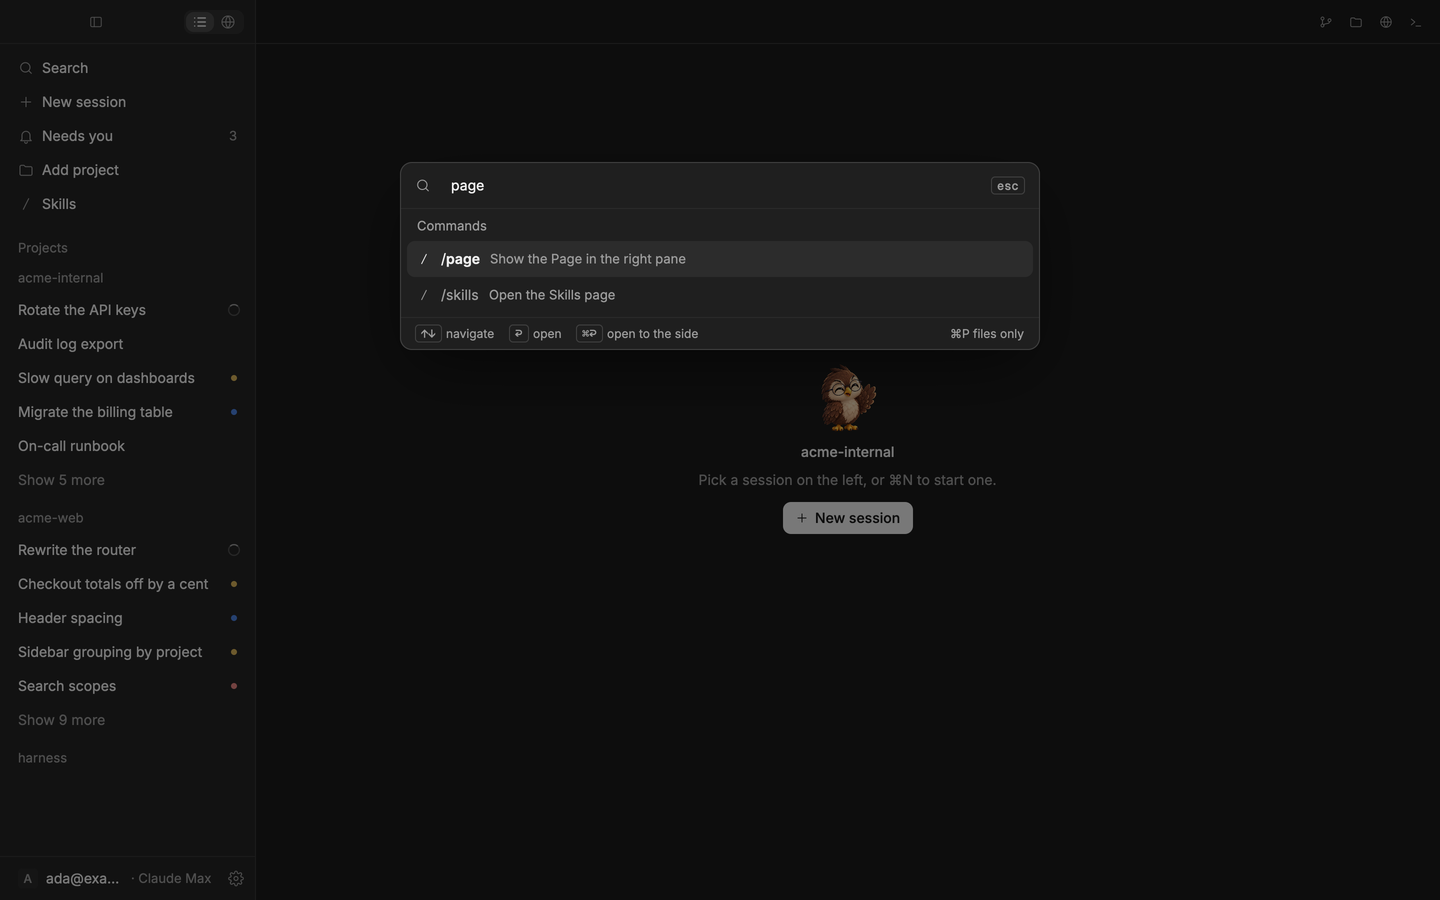 Search
New session
Needs you 3
Add project
/ Skills
Projects
acme-internal
Rotate the API keys
Audit log export
Slow query on dashboards
Migrate the billing table
On-call runbook
Show 5 more
acme-web
Rewrite the router
Checkout totals off by a cent
Header spacing
Sidebar grouping by project
Search scopes
Show 9 more
harness
A ada@exa... · Claude Max
page esc
Commands
/ /page Show the Page in the right pane
/ /skills Open the Skills page
↑↓ navigate ⏎ open ⌘⏎ open to the side ⌘P files only
acme-internal
Pick a session on the left, or ⌘N to start one.
+ New session